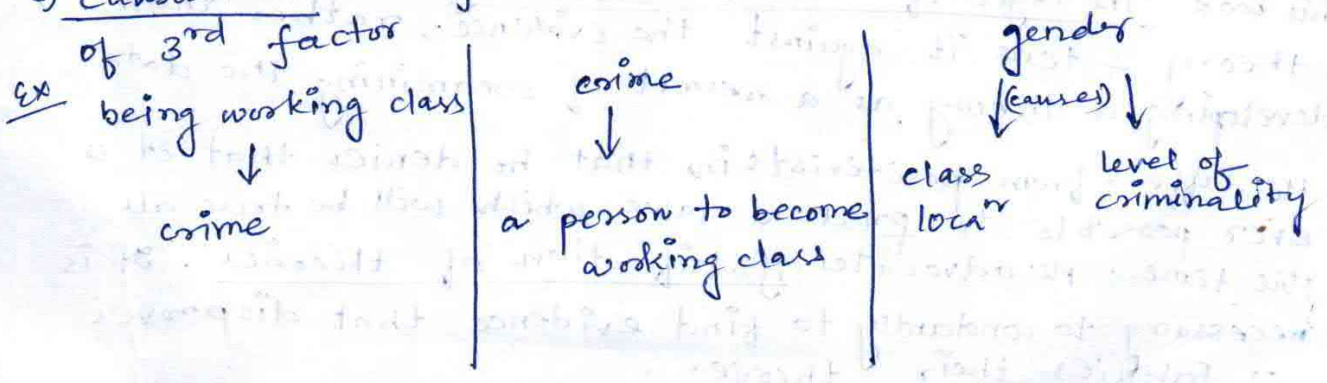 of 3rd factor
Ex
being working class
↓
crime
crime
↓
a person to become
working class
gender
↓ (causes) ↓
class
locaⁿ
level of
criminality